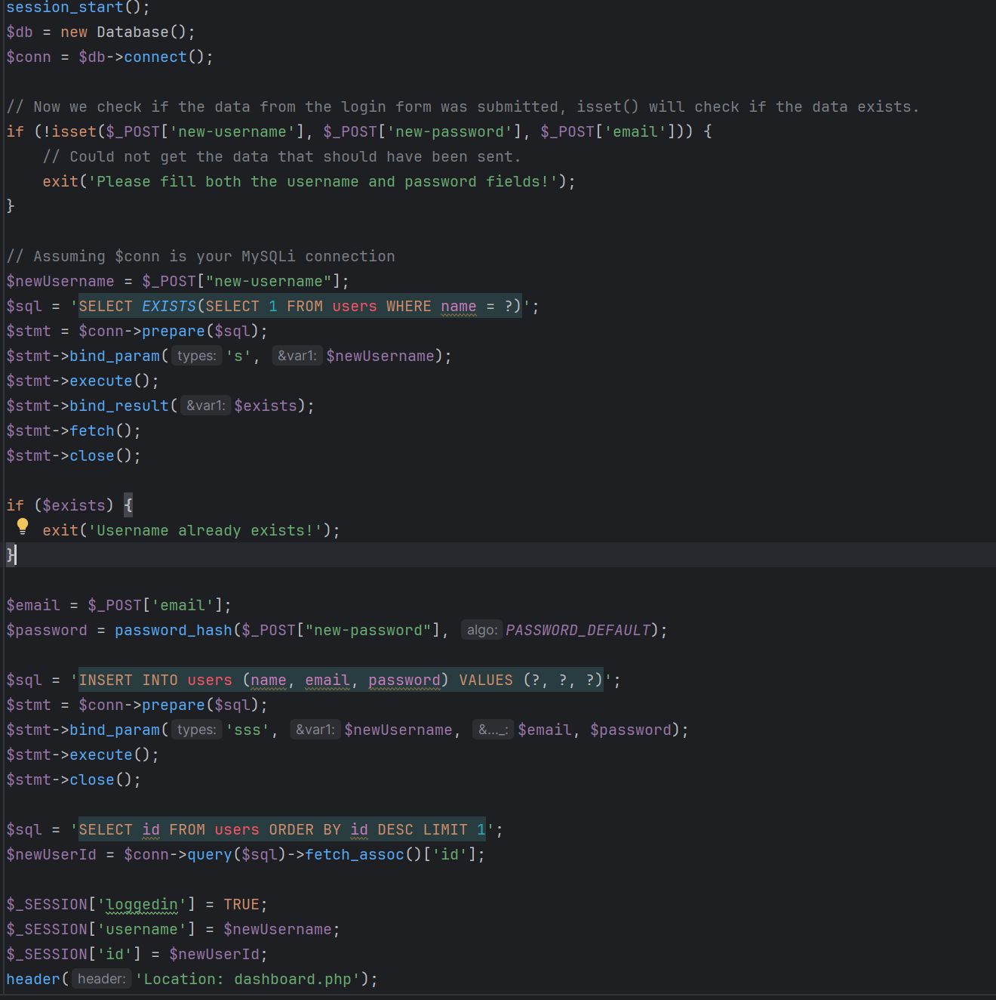 session_start();
$db = new Database();
$conn = $db->connect();
// Now we check if the data from the login form was submitted, isset() will check if the data exists.
if (!isset($_POST['new-username'], $_POST['new-password'], $_POST['email'])) {
    // Could not get the data that should have been sent.
    exit('Please fill both the username and password fields!');
}
// Assuming $conn is your MySQLi connection
$newUsername = $_POST["new-username"];
$sql = 'SELECT EXISTS(SELECT 1 FROM users WHERE name = ?)';
$stmt = $conn->prepare($sql);
$stmt->bind_param( types: 's', &var1: $newUsername);
$stmt->execute();
$stmt->bind_result( &var1: $exists);
$stmt->fetch();
$stmt->close();
if ($exists) {
    exit('Username already exists!');
}
$email = $_POST['email'];
$password = password_hash($_POST["new-password"], algo: PASSWORD_DEFAULT);
$sql = 'INSERT INTO users (name, email, password) VALUES (?, ?, ?)';
$stmt = $conn->prepare($sql);
$stmt->bind_param( types: 'sss', &var1: $newUsername, &..._: $email, $password);
$stmt->execute();
$stmt->close();
$sql = 'SELECT id FROM users ORDER BY id DESC LIMIT 1';
$newUserId = $conn->query($sql)->fetch_assoc()['id'];
$_SESSION['loggedin'] = TRUE;
$_SESSION['username'] = $newUsername;
$_SESSION['id'] = $newUserId;
header( header: 'Location: dashboard.php');